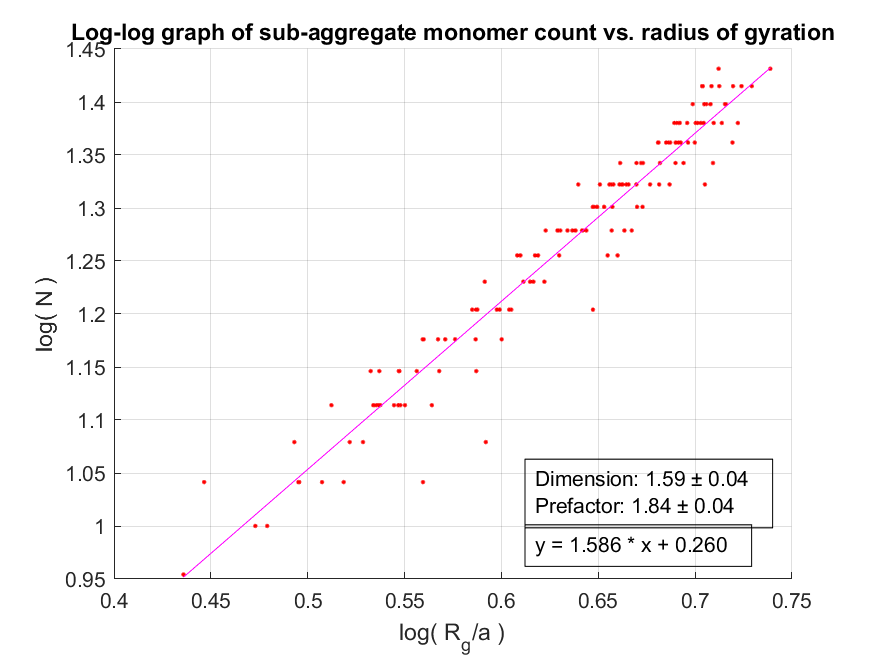 Log-log graph of sub-aggregate monomer count vs. radius of gyration
1.45
1.4
1.35
1.3
1.25
1.2
1.15
1.1
1.05
1
0.95
log( N )
Dimension: 1.59 ± 0.04
Prefactor: 1.84 ± 0.04
y = 1.586 * x + 0.260
0.4 0.45 0.5 0.55 0.6 0.65 0.7 0.75
log( R_g/a )